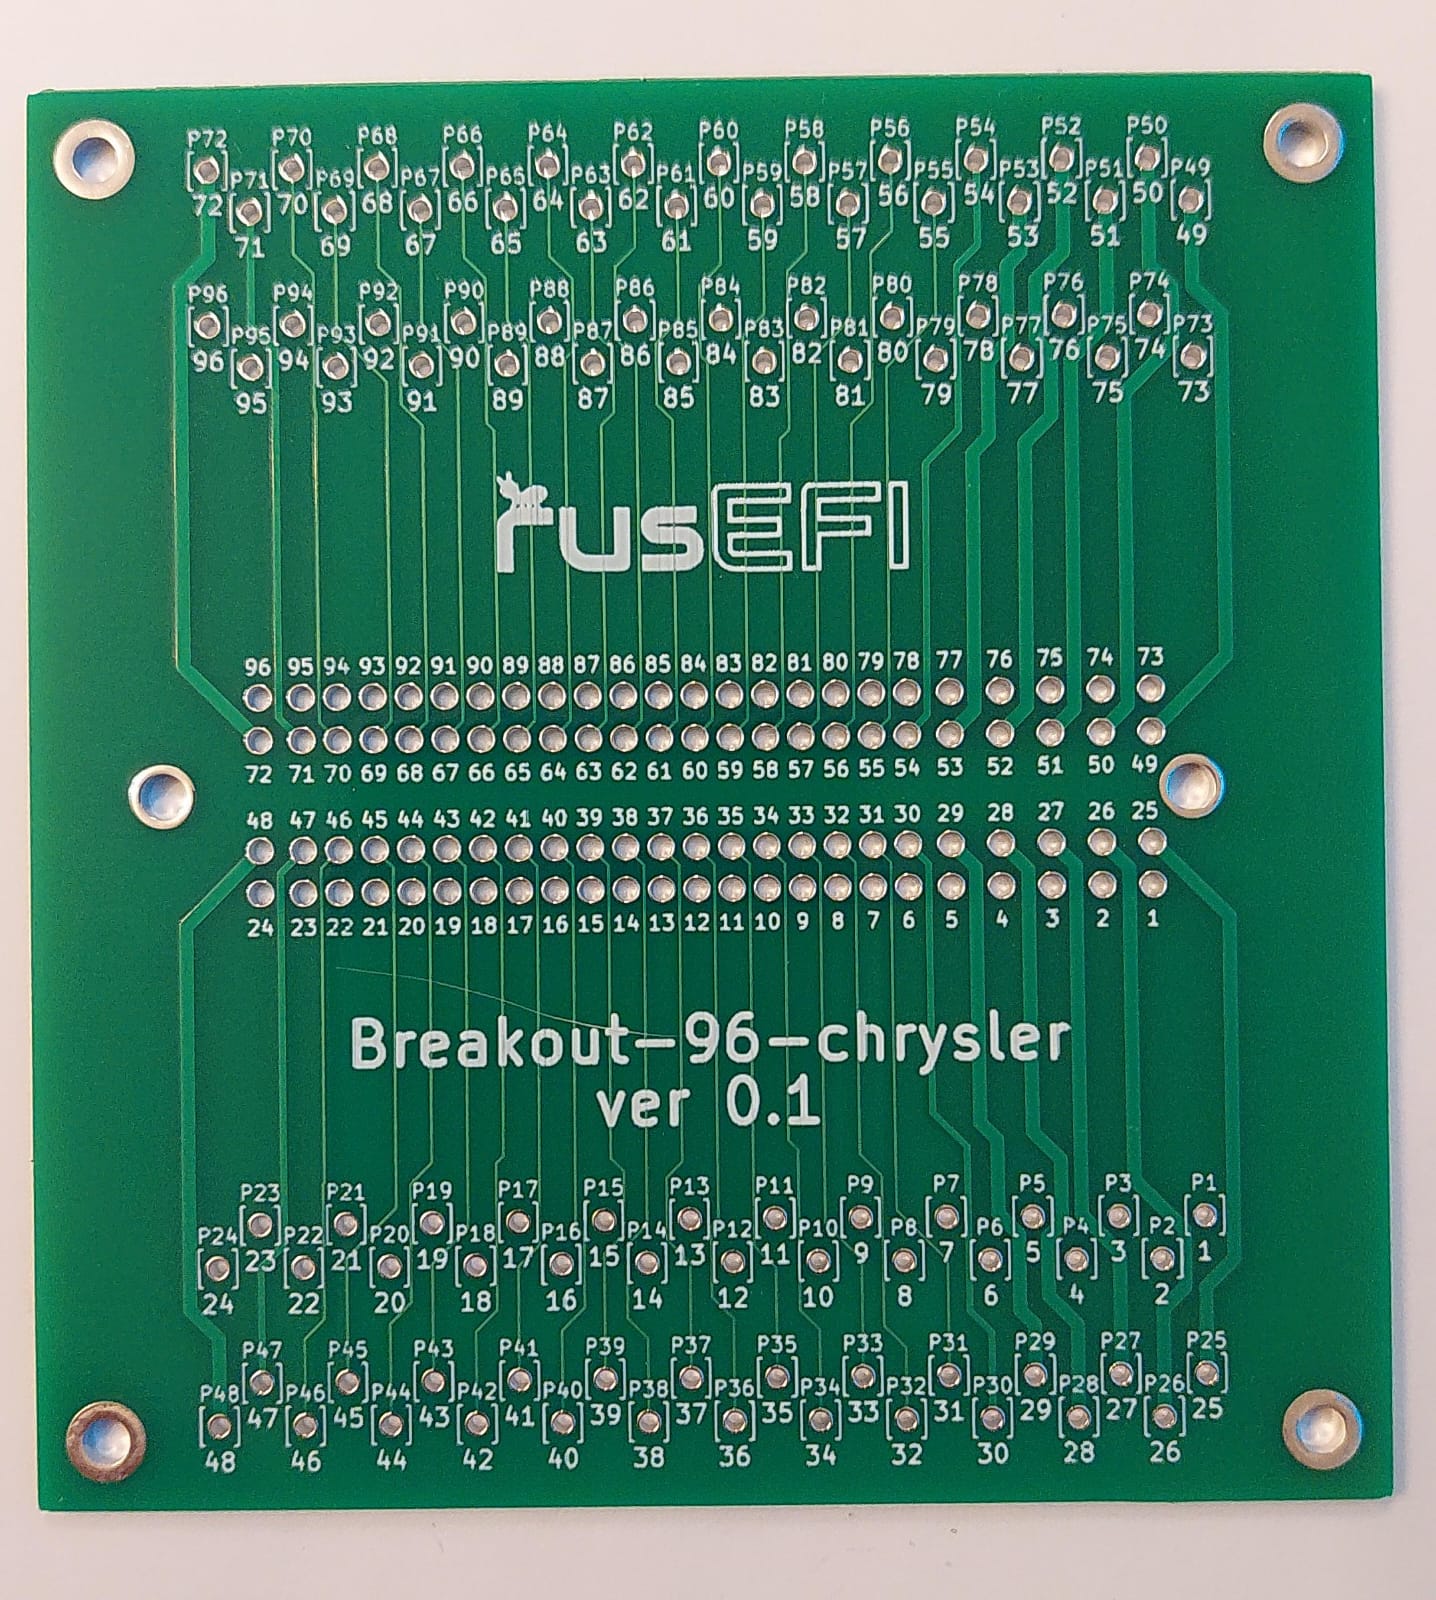 P72 P70 P68 P66 P64 P62 P60 P58 P56 P54 P52 P50
P71 P69 P67 P65 P63 P61 P59 P57 P55 P53 P51 P49
72 70 68 66 64 62 60 58 56 54 52 50
71 69 67 65 63 61 59 57 55 53 51 49
P96 P94 P92 P90 P88 P86 P84 P82 P80 P78 P76 P74
P95 P93 P91 P89 P87 P85 P83 P81 P79 P77 P75 P73
96 94 92 90 88 86 84 82 80 78 76 74
95 93 91 89 87 85 83 81 79 77 75 73
rusEFI
96 95 94 93 92 91 90 89 88 87 86 85 84 83 82 81 80 79 78 77 76 75 74 73
72 71 70 69 68 67 66 65 64 63 62 61 60 59 58 57 56 55 54 53 52 51 50 49
48 47 46 45 44 43 42 41 40 39 38 37 36 35 34 33 32 31 30 29 28 27 26 25
24 23 22 21 20 19 18 17 16 15 14 13 12 11 10 9 8 7 6 5 4 3 2 1
Breakout-96-chrysler
ver 0.1
P23 P21 P19 P17 P15 P13 P11 P9 P7 P5 P3 P1
P24 P22 P20 P18 P16 P14 P12 P10 P8 P6 P4 P2
23 21 19 17 15 13 11 9 7 5 3 1
24 22 20 18 16 14 12 10 8 6 4 2
P47 P45 P43 P41 P39 P37 P35 P33 P31 P29 P27 P25
P48 P46 P44 P42 P40 P38 P36 P34 P32 P30 P28 P26
47 45 43 41 39 37 35 33 31 29 27 25
48 46 44 42 40 38 36 34 32 30 28 26